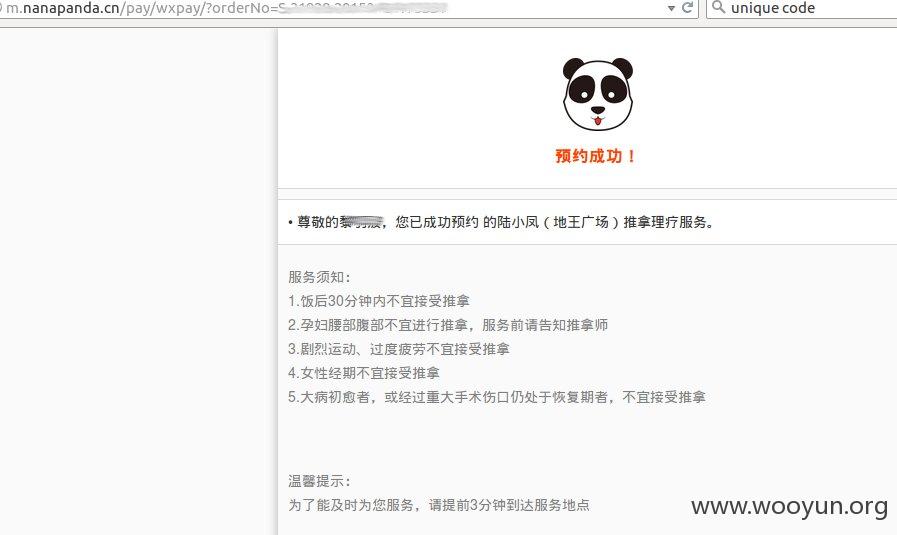 m.nanapanda.cn/pay/wxpay/?orderNo=S
unique code
预约成功！
• 尊敬的，您已成功预约 的陆小凤（地王广场）推拿理疗服务。
服务须知：
1.饭后30分钟内不宜接受推拿
2.孕妇腰部腹部不宜进行推拿，服务前请告知推拿师
3.剧烈运动、过度疲劳不宜接受推拿
4.女性经期不宜接受推拿
5.大病初愈者，或经过重大手术伤口仍处于恢复期者，不宜接受推拿
温馨提示：
为了能及时为您服务，请提前3分钟到达服务地点
www.wooyun.org